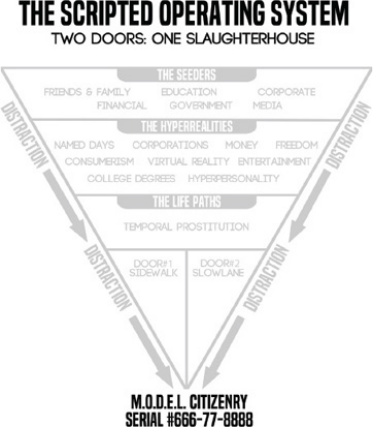 THE SCRIPTED OPERATING SYSTEM
TWO DOORS: ONE SLAUGHTERHOUSE
THE SEEDERS
FRIENDS & FAMILY EDUCATION CORPORATE
FINANCIAL GOVERNMENT MEDIA
DISTRACTION
DISTRACTION
THE HYPERREALITIES
NAMED DAYS CORPORATIONS MONEY FREEDOM
CONSUMERISM VIRTUAL REALITY ENTERTAINMENT
COLLEGE DEGREES HYPERPERSONALITY
THE LIFE PATHS
TEMPORAL PROSTITUTION
DOOR#1 DOOR#2
SIDEWALK SLOWLANE
DISTRACTION
DISTRACTION
M.O.D.E.L. CITIZENRY
SERIAL #666-77-8888